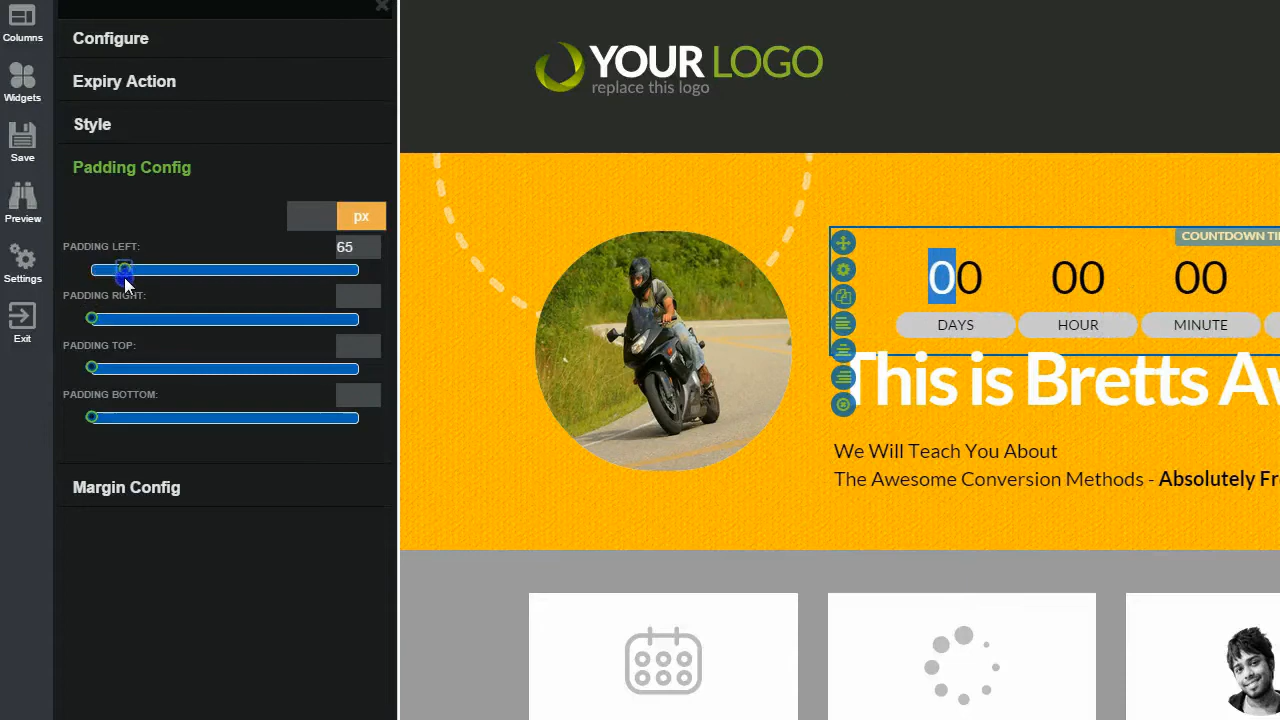 Columns
Widgets
Save
Preview
Settings
Exit
Configure
Expiry Action
Style
Padding Config
px
PADDING LEFT:
65
PADDING RIGHT:
PADDING TOP:
PADDING BOTTOM:
Margin Config
YOUR LOGO
replace this logo
COUNTDOWN TI
00 00 00
DAYS HOUR MINUTE
This is Bretts Aw
We Will Teach You About
The Awesome Conversion Methods - Absolutely Fr